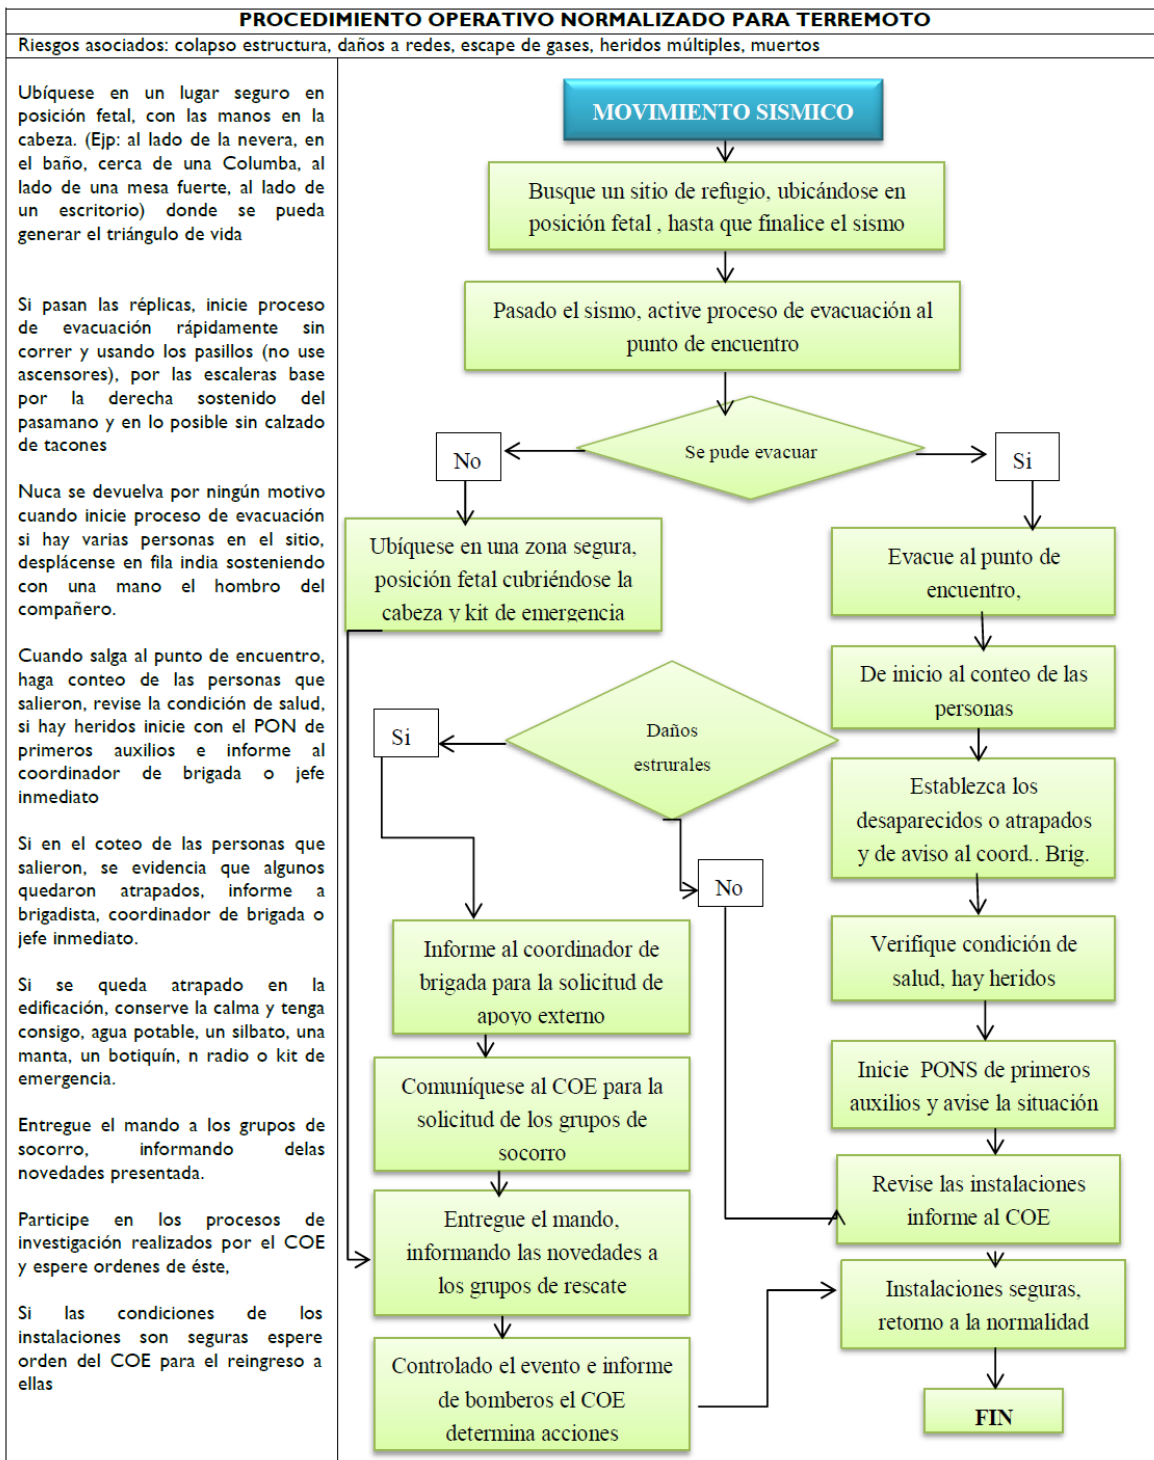 PROCEDIMIENTO OPERATIVO NORMALIZADO PARA TERREMOTO
Riesgos asociados: colapso estructura, daños a redes, escape de gases, heridos múltiples, muertos
Ubíquese en un lugar seguro en
posición fetal, con las manos en la
cabeza. (Ejp: al lado de la nevera, en
el baño, cerca de una Columba, al
lado de una mesa fuerte, al lado de
un escritorio) donde se pueda
generar el triángulo de vida
Si pasan las réplicas, inicie proceso
de evacuación rápidamente sin
correr y usando los pasillos (no use
ascensores), por las escaleras base
por la derecha sostenido del
pasamano y en lo posible sin calzado
de tacones
Nuca se devuelva por ningún motivo
cuando inicie proceso de evacuación
si hay varias personas en el sitio,
desplácense en fila india sosteniendo
con una mano el hombro del
compañero.
Cuando salga al punto de encuentro,
haga conteo de las personas que
salieron, revise la condición de salud,
si hay heridos inicie con el PON de
primeros auxilios e informe al
coordinador de brigada o jefe
inmediato
Si en el coteo de las personas que
salieron, se evidencia que algunos
quedaron atrapados, informe a
brigadista, coordinador de brigada o
jefe inmediato.
Si se queda atrapado en la
edificación, conserve la calma y tenga
consigo, agua potable, un silbato, una
manta, un botiquín, n radio o kit de
emergencia.
Entregue el mando a los grupos de
socorro, informando delas
novedades presentada.
Participe en los procesos de
investigación realizados por el COE
y espere ordenes de éste,
Si las condiciones de los
instalaciones son seguras espere
orden del COE para el reingreso a
ellas
MOVIMIENTO SISMICO
Busque un sitio de refugio, ubicándose en
posición fetal , hasta que finalice el sismo
Pasado el sismo, active proceso de evacuación al
punto de encuentro
Se pude evacuar
No
Si
Ubíquese en una zona segura,
posición fetal cubriéndose la
cabeza y kit de emergencia
Evacue al punto de
encuentro,
De inicio al conteo de las
personas
Daños
estrurales
Si
No
Establezca los
desaparecidos o atrapados
y de aviso al coord.. Brig.
Verifique condición de
salud, hay heridos
Informe al coordinador de
brigada para la solicitud de
apoyo externo
Inicie PONS de primeros
auxilios y avise la situación
Comuníquese al COE para la
solicitud de los grupos de
socorro
Revise las instalaciones
informe al COE
Entregue el mando,
informando las novedades a
los grupos de rescate
Instalaciones seguras,
retorno a la normalidad
Controlado el evento e informe
de bomberos el COE
determina acciones
FIN